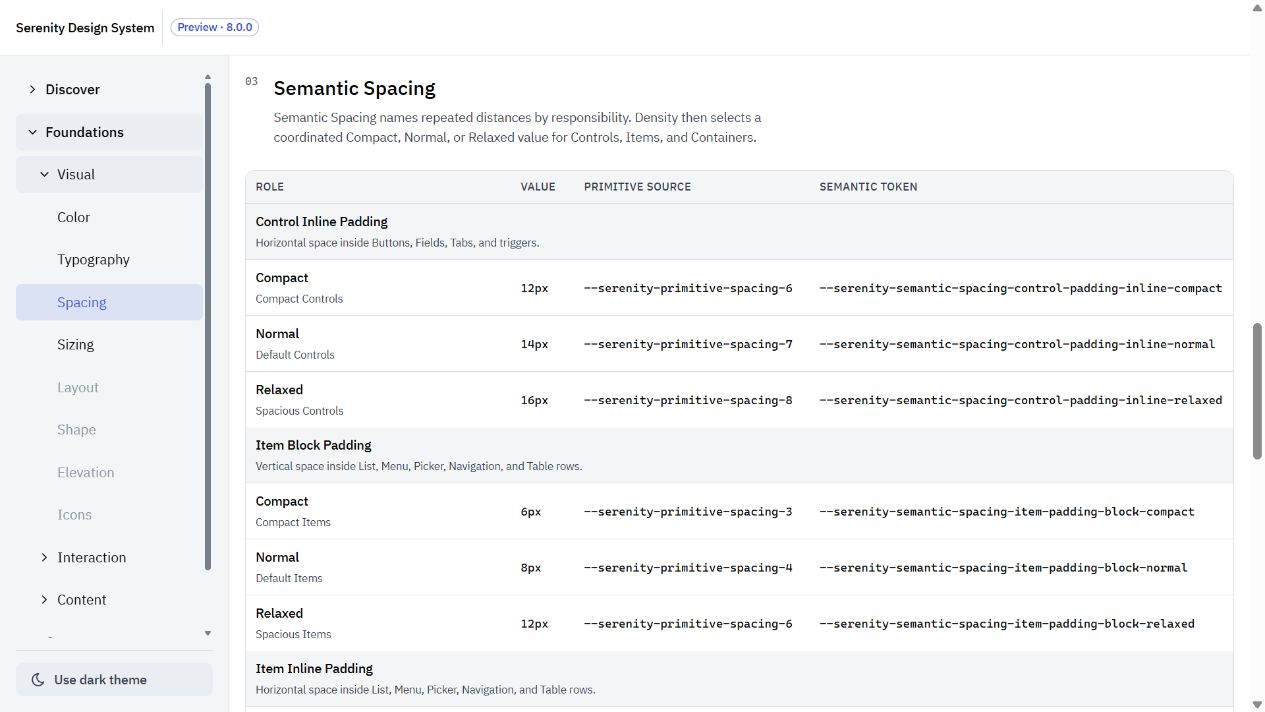 Serenity Design System
Preview · 8.0.0
Discover
Foundations
Visual
Color
Typography
Spacing
Sizing
Layout
Shape
Elevation
Icons
Interaction
Content
Use dark theme
03
Semantic Spacing
Semantic Spacing names repeated distances by responsibility. Density then selects a
coordinated Compact, Normal, or Relaxed value for Controls, Items, and Containers.
ROLE VALUE PRIMITIVE SOURCE SEMANTIC TOKEN
Control Inline Padding
Horizontal space inside Buttons, Fields, Tabs, and triggers.
Compact
Compact Controls
12px --serenity-primitive-spacing-6 --serenity-semantic-spacing-control-padding-inline-compact
Normal
Default Controls
14px --serenity-primitive-spacing-7 --serenity-semantic-spacing-control-padding-inline-normal
Relaxed
Spacious Controls
16px --serenity-primitive-spacing-8 --serenity-semantic-spacing-control-padding-inline-relaxed
Item Block Padding
Vertical space inside List, Menu, Picker, Navigation, and Table rows.
Compact
Compact Items
6px --serenity-primitive-spacing-3 --serenity-semantic-spacing-item-padding-block-compact
Normal
Default Items
8px --serenity-primitive-spacing-4 --serenity-semantic-spacing-item-padding-block-normal
Relaxed
Spacious Items
12px --serenity-primitive-spacing-6 --serenity-semantic-spacing-item-padding-block-relaxed
Item Inline Padding
Horizontal space inside List, Menu, Picker, Navigation, and Table rows.